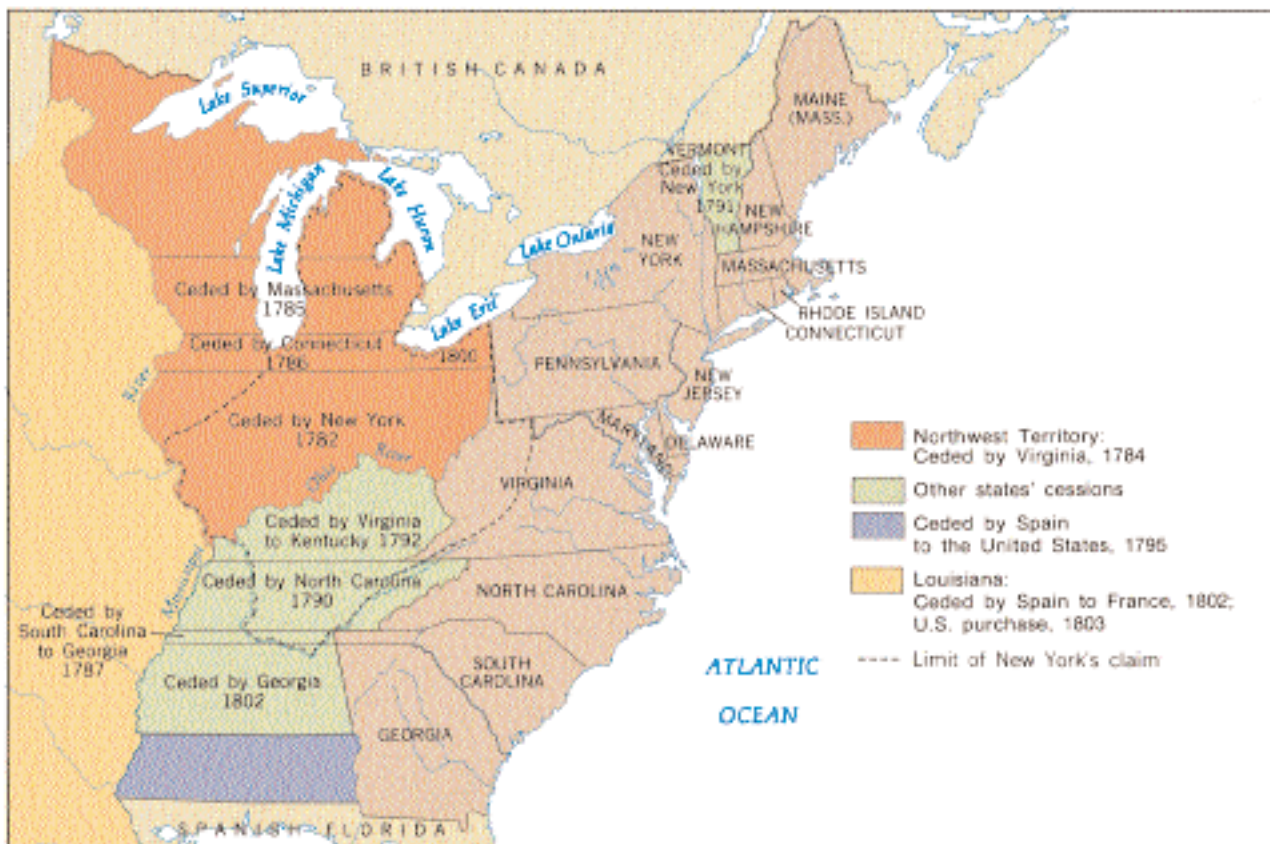 BRITISH CANADA
Lake Superior
MAINE
(MASS.)
VERMONT
Ceded by
New York
1791
Lake Michigan
Lake Huron
Lake Ontario
NEW
HAMPSHIRE
NEW
YORK
MASSACHUSETTS
Ceded by Massachusetts
1785
Lake Erie
RHODE ISLAND
CONNECTICUT
Ceded by Connecticut
1786
1800
PENNSYLVANIA
River
NEW
JERSEY
Ceded by New York
1782
MARYLAND
DELAWARE
Ohio River
VIRGINIA
Ceded by Virginia
to Kentucky 1792
Ceded by North Carolina
1790
NORTH CAROLINA
Mississippi
Ceded by
South Carolina
to Georgia
1787
SOUTH
CAROLINA
Ceded by Georgia
1802
GEORGIA
SPANISH FLORIDA
ATLANTIC
OCEAN
Northwest Territory:
Ceded by Virginia, 1784
Other states' cessions
Ceded by Spain
to the United States, 1795
Louisiana:
Ceded by Spain to France, 1802;
U.S. purchase, 1803
Limit of New York's claim